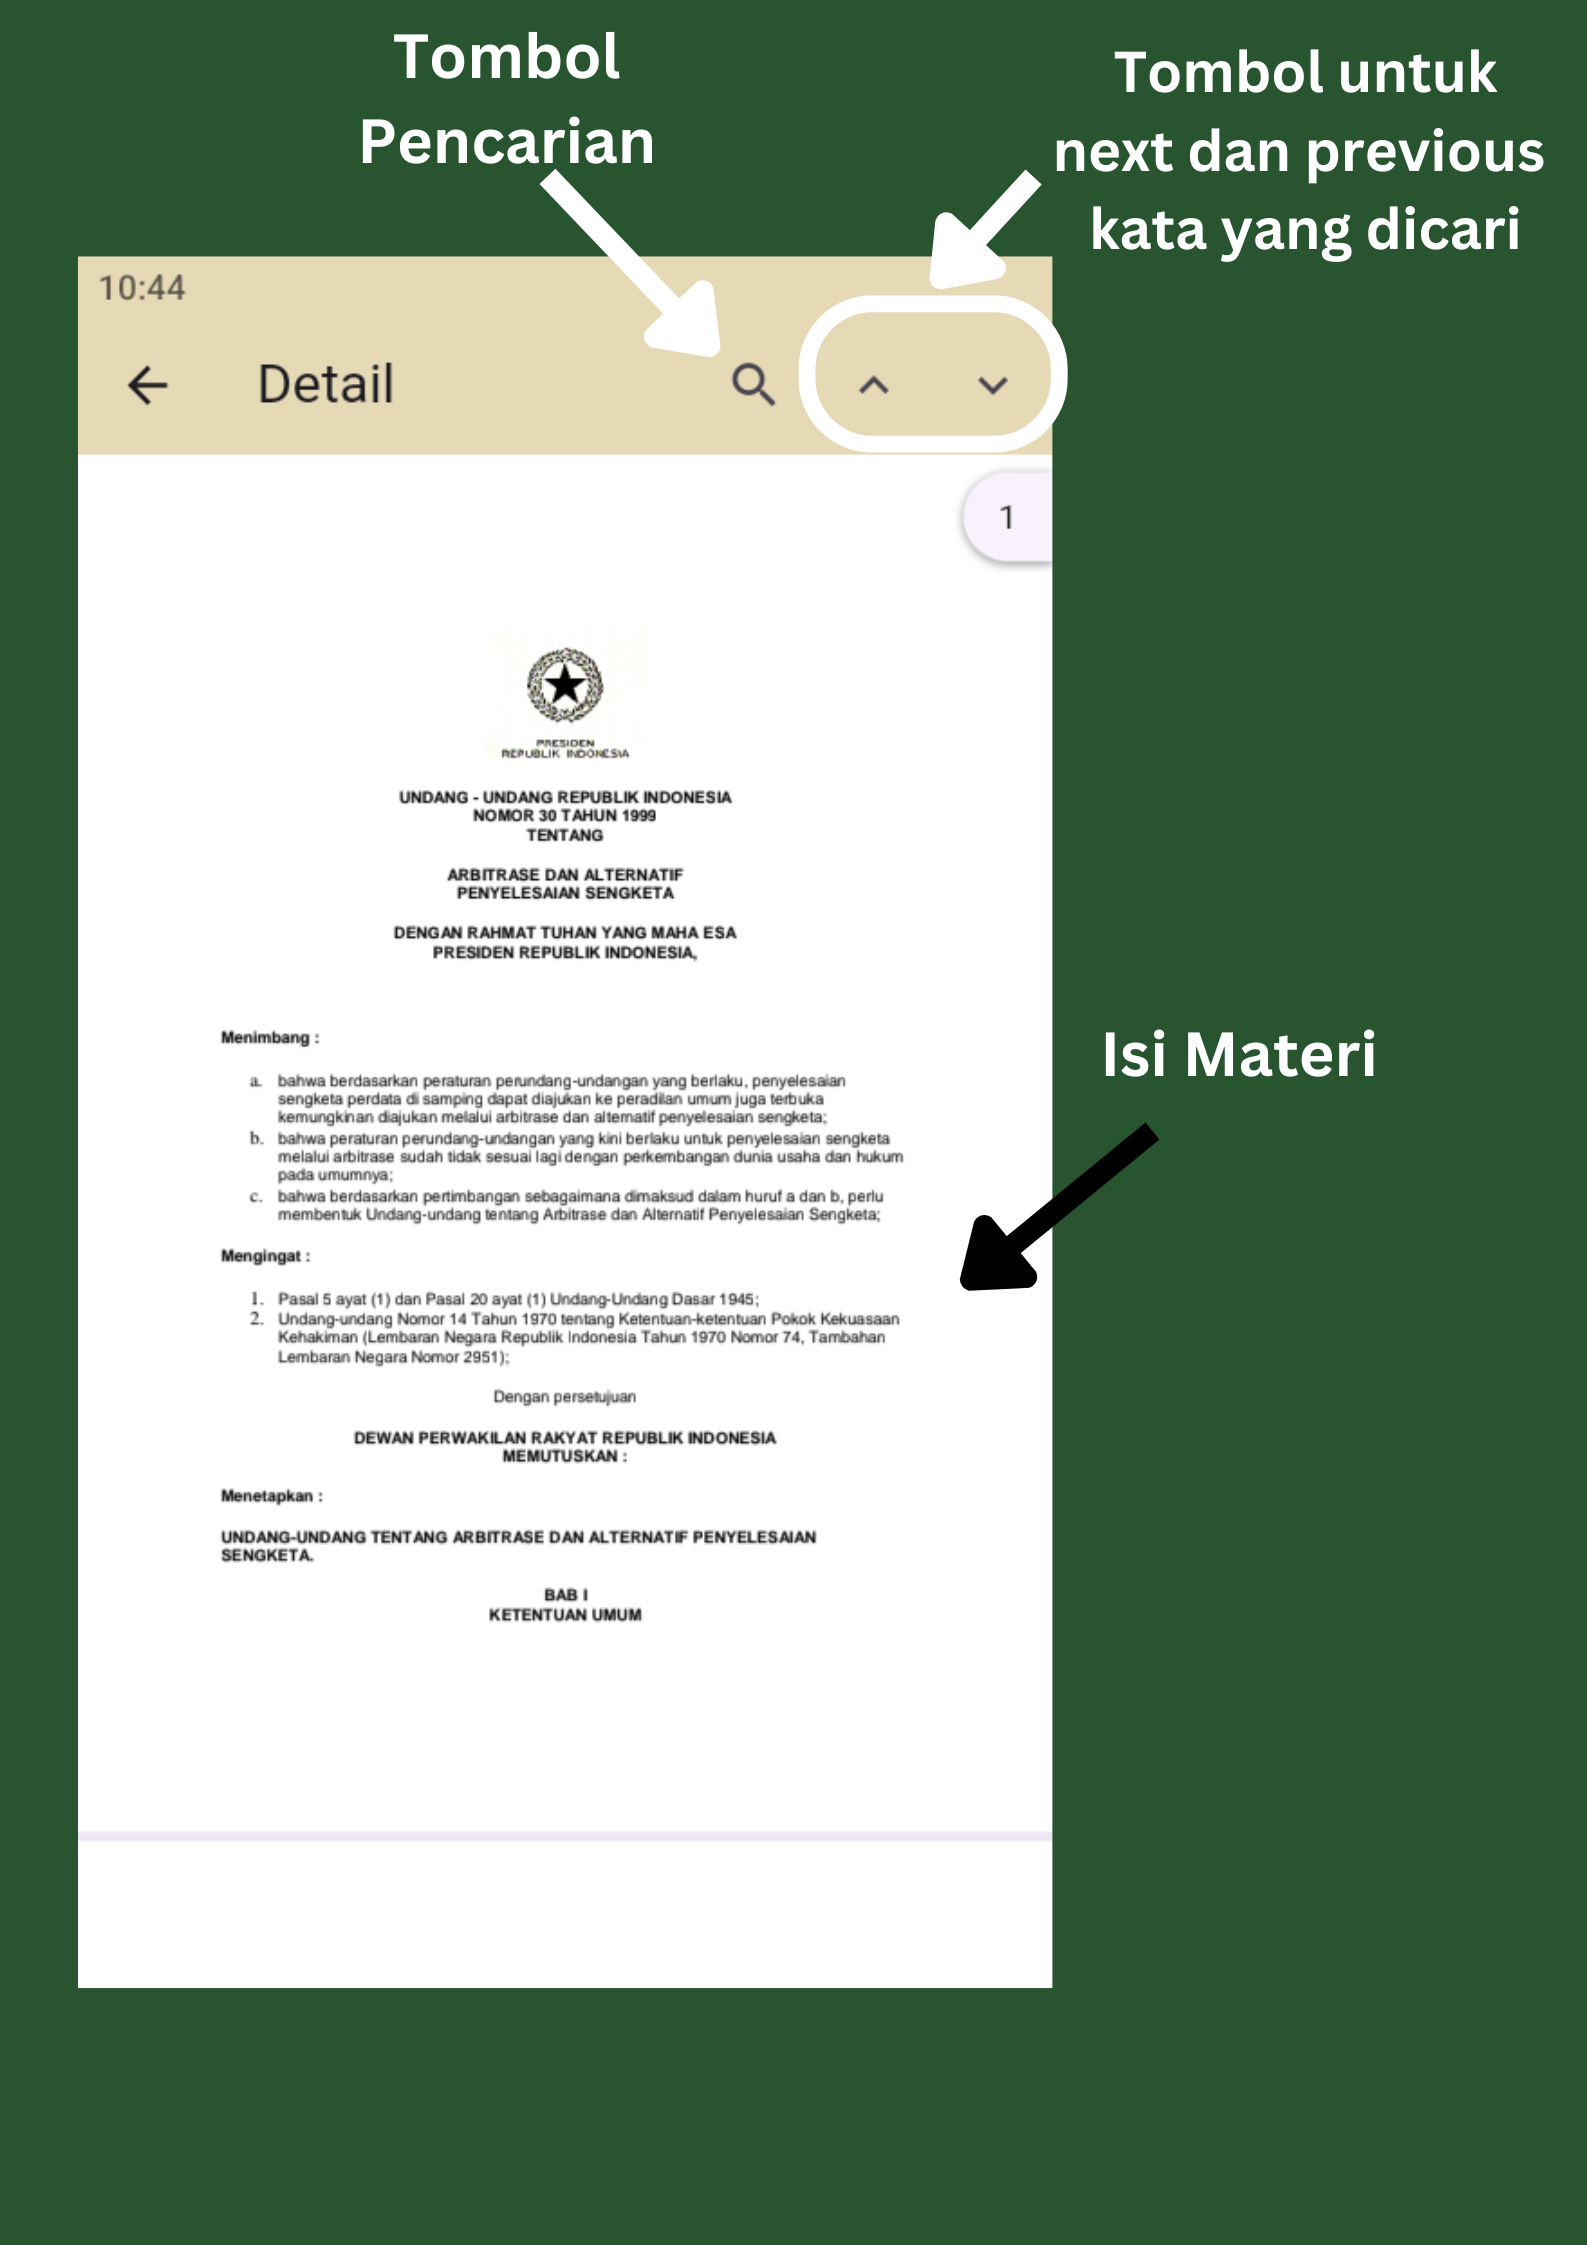 Tombol
Pencarian
Tombol untuk
next dan previous
kata yang dicari
10:44
Detail
1
PRESIDEN
REPUBLIK INDONESIA
UNDANG - UNDANG REPUBLIK INDONESIA
NOMOR 30 TAHUN 1999
TENTANG
ARBITRASE DAN ALTERNATIF
PENYELESAIAN SENGKETA
DENGAN RAHMAT TUHAN YANG MAHA ESA
PRESIDEN REPUBLIK INDONESIA,
Menimbang :
a. bahwa berdasarkan peraturan perundang-undangan yang berlaku, penyelesaian
sengketa perdata di samping dapat diajukan ke peradilan umum juga terbuka
kemungkinan diajukan melalui arbitrase dan alternatif penyelesaian sengketa;
b. bahwa peraturan perundang-undangan yang kini berlaku untuk penyelesaian sengketa
melalui arbitrase sudah tidak sesuai lagi dengan perkembangan dunia usaha dan hukum
pada umumnya;
c. bahwa berdasarkan pertimbangan sebagaimana dimaksud dalam huruf a dan b, perlu
membentuk Undang-undang tentang Arbitrase dan Alternatif Penyelesaian Sengketa;
Mengingat :
1. Pasal 5 ayat (1) dan Pasal 20 ayat (1) Undang-Undang Dasar 1945;
2. Undang-undang Nomor 14 Tahun 1970 tentang Ketentuan-ketentuan Pokok Kekuasaan
Kehakiman (Lembaran Negara Republik Indonesia Tahun 1970 Nomor 74, Tambahan
Lembaran Negara Nomor 2951);
Dengan persetujuan
DEWAN PERWAKILAN RAKYAT REPUBLIK INDONESIA
MEMUTUSKAN :
Menetapkan :
UNDANG-UNDANG TENTANG ARBITRASE DAN ALTERNATIF PENYELESAIAN
SENGKETA.
BAB I
KETENTUAN UMUM
Isi Materi